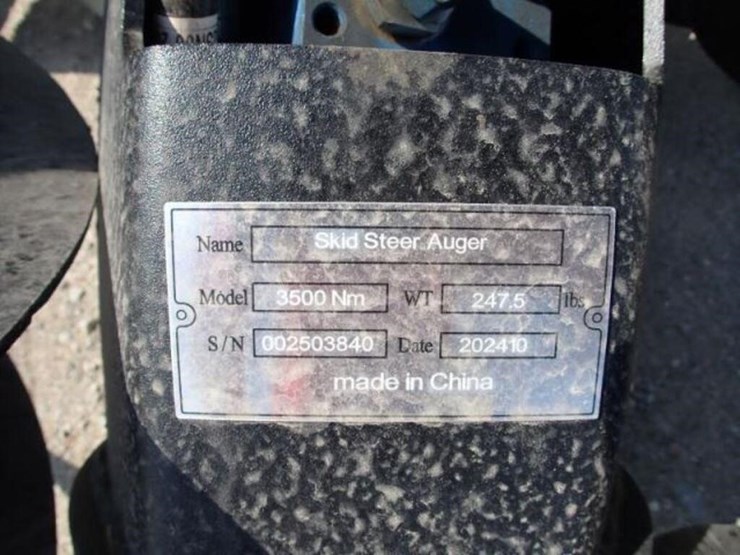 Name Skid Steer Auger
Model 3500 Nm WT 247.5 lbs
S/N 002503840 Date 202410
made in China